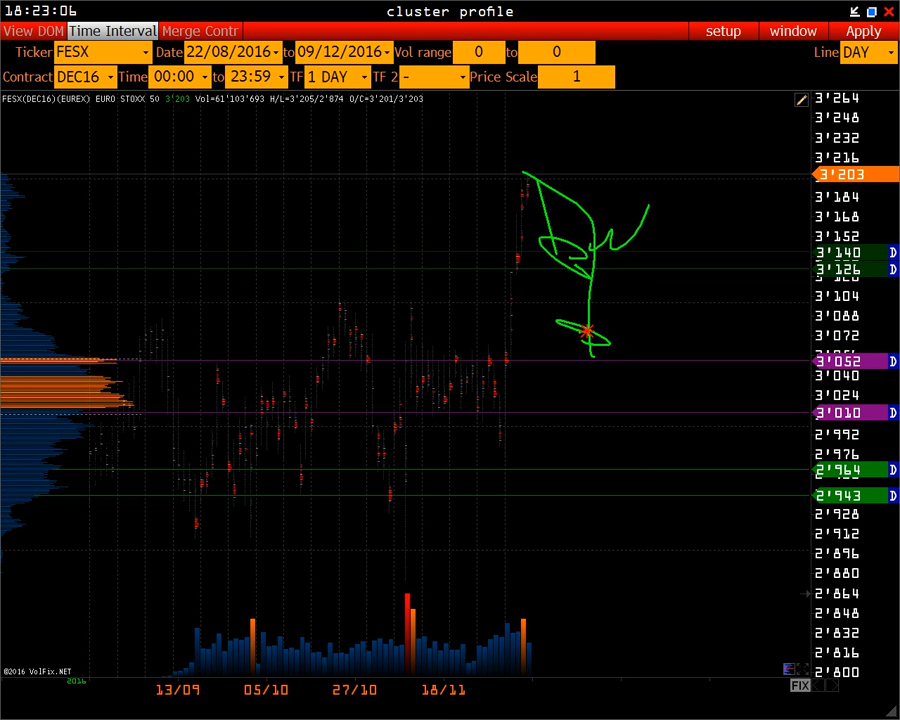 18:23:06 cluster profile
View DOM Time Interval Merge Contr setup window Apply
Ticker FESX Date 22/08/2016 to 09/12/2016 Vol range 0 to 0 Line DAY
Contract DEC16 Time 00:00 to 23:59 TF 1 DAY TF 2 - Price Scale 1
FESX(DEC16)(EUREX) EURO STOXX 50 3'203 Vol=61'103'693 H/L=3'205/2'874 O/C=3'201/3'203
3'264
3'248
3'232
3'216
3'203
3'184
3'168
3'152
3'140 D
3'126 D
3'104
3'088
3'072
3'052 D
3'040
3'024
3'010 D
2'992
2'976
2'964 D
2'943 D
2'928
2'912
2'896
2'880
2'864
2'848
2'832
2'816
2'800
©2016 VolFix.NET
2016
13/09 05/10 27/10 18/11
FIX